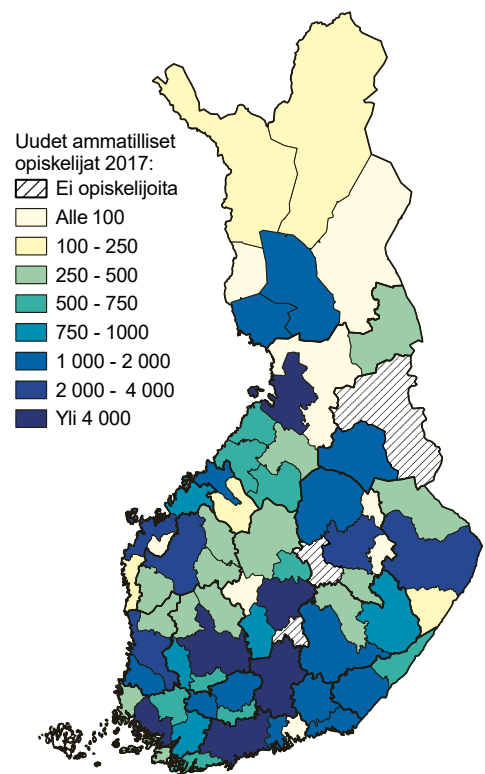 Uudet ammatilliset
opiskelijat 2017:
Ei opiskelijoita
Alle 100
100 - 250
250 - 500
500 - 750
750 - 1000
1 000 - 2 000
2 000 - 4 000
Yli 4 000